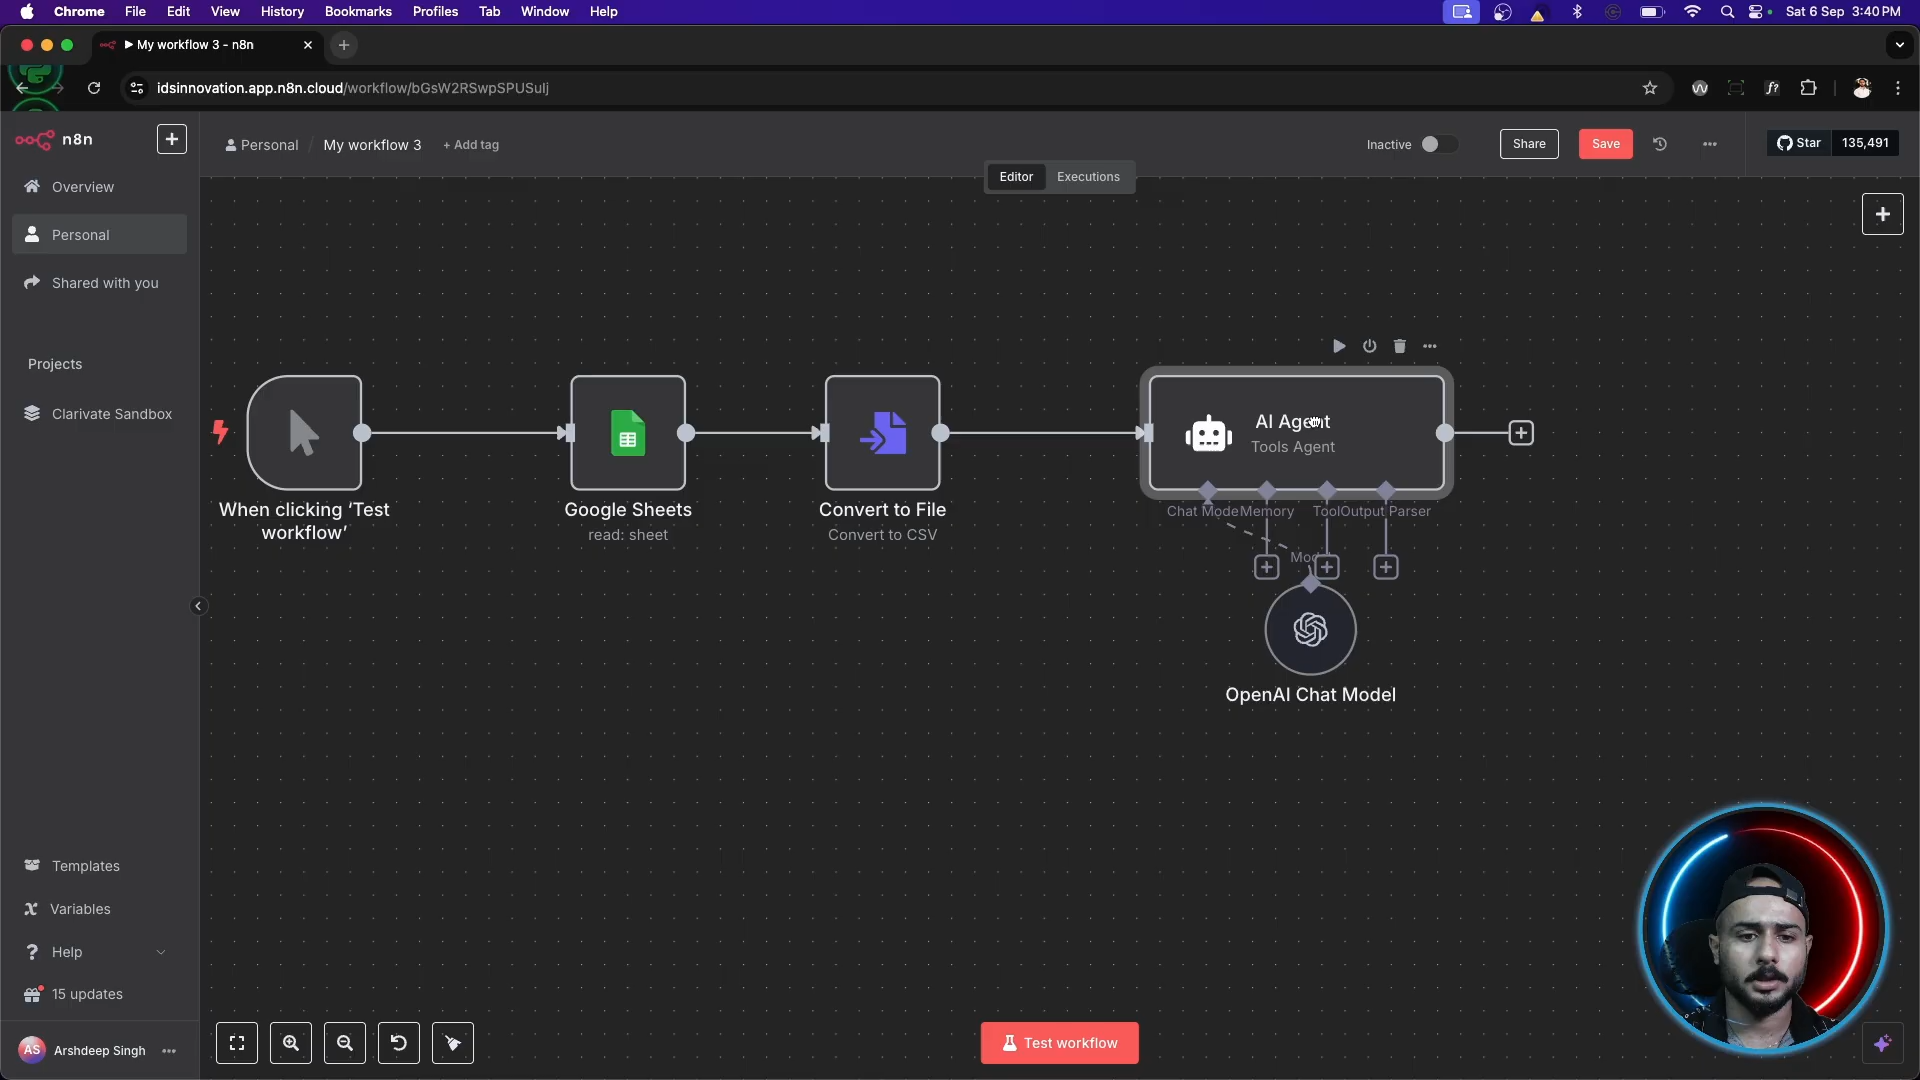 Chrome File Edit View History Bookmarks Profiles Tab Window Help Sat 6 Sep 3:40 PM
My workflow 3 - n8n
idsinnovation.app.n8n.cloud/workflow/bGsW2RSwpSPUSulj
n8n
Personal / My workflow 3 + Add tag
Inactive
Share
Save
Star 135,491
Editor Executions
Overview
Personal
Shared with you
Projects
Clarivate Sandbox
AI Agent
Tools Agent
When clicking ‘Test
workflow’
Google Sheets
read: sheet
Convert to File
Convert to CSV
Chat Mode Memory Tool Output Parser
OpenAI Chat Model
Templates
Variables
Help
15 updates
AS Arshdeep Singh
Test workflow